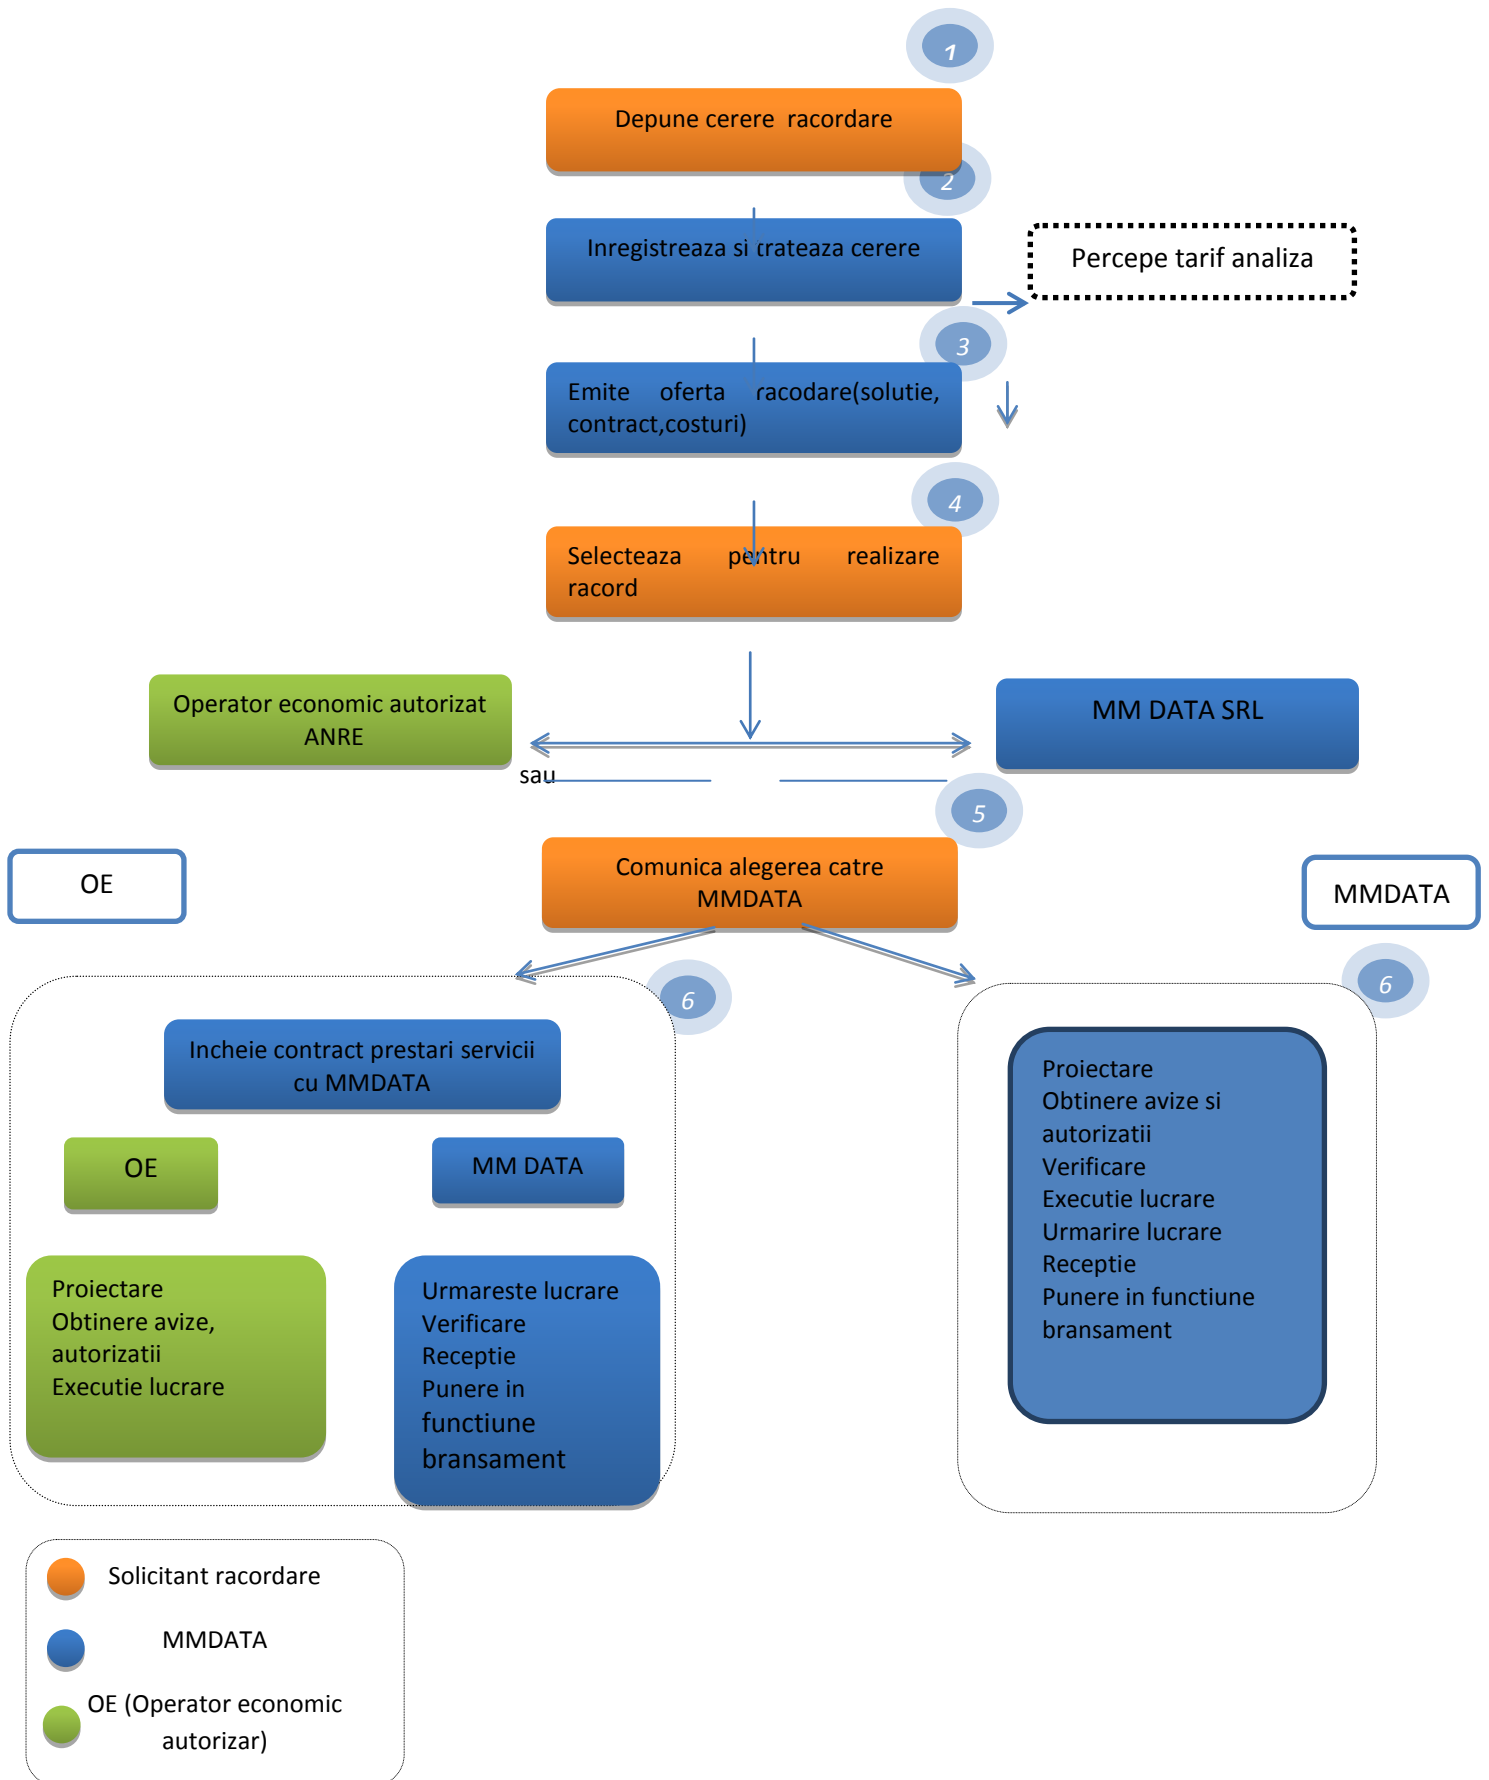 1
Depune cerere racordare
2
Inregistreaza si trateaza cerere
Percepe tarif analiza
3
Emite oferta racodare(solutie,
contract,costuri)
4
Selecteaza pentru realizare
racord
Operator economic autorizat
ANRE
MM DATA SRL
sau
5
Comunica alegerea catre
MMDATA
OE
MMDATA
6
6
Incheie contract prestari servicii
cu MMDATA
OE
MM DATA
Proiectare
Obtinere avize,
autorizatii
Executie lucrare
Urmareste lucrare
Verificare
Receptie
Punere in
functiune
bransament
Proiectare
Obtinere avize si
autorizatii
Verificare
Executie lucrare
Urmarire lucrare
Receptie
Punere in functiune
bransament
Solicitant racordare
MMDATA
OE (Operator economic
autorizar)